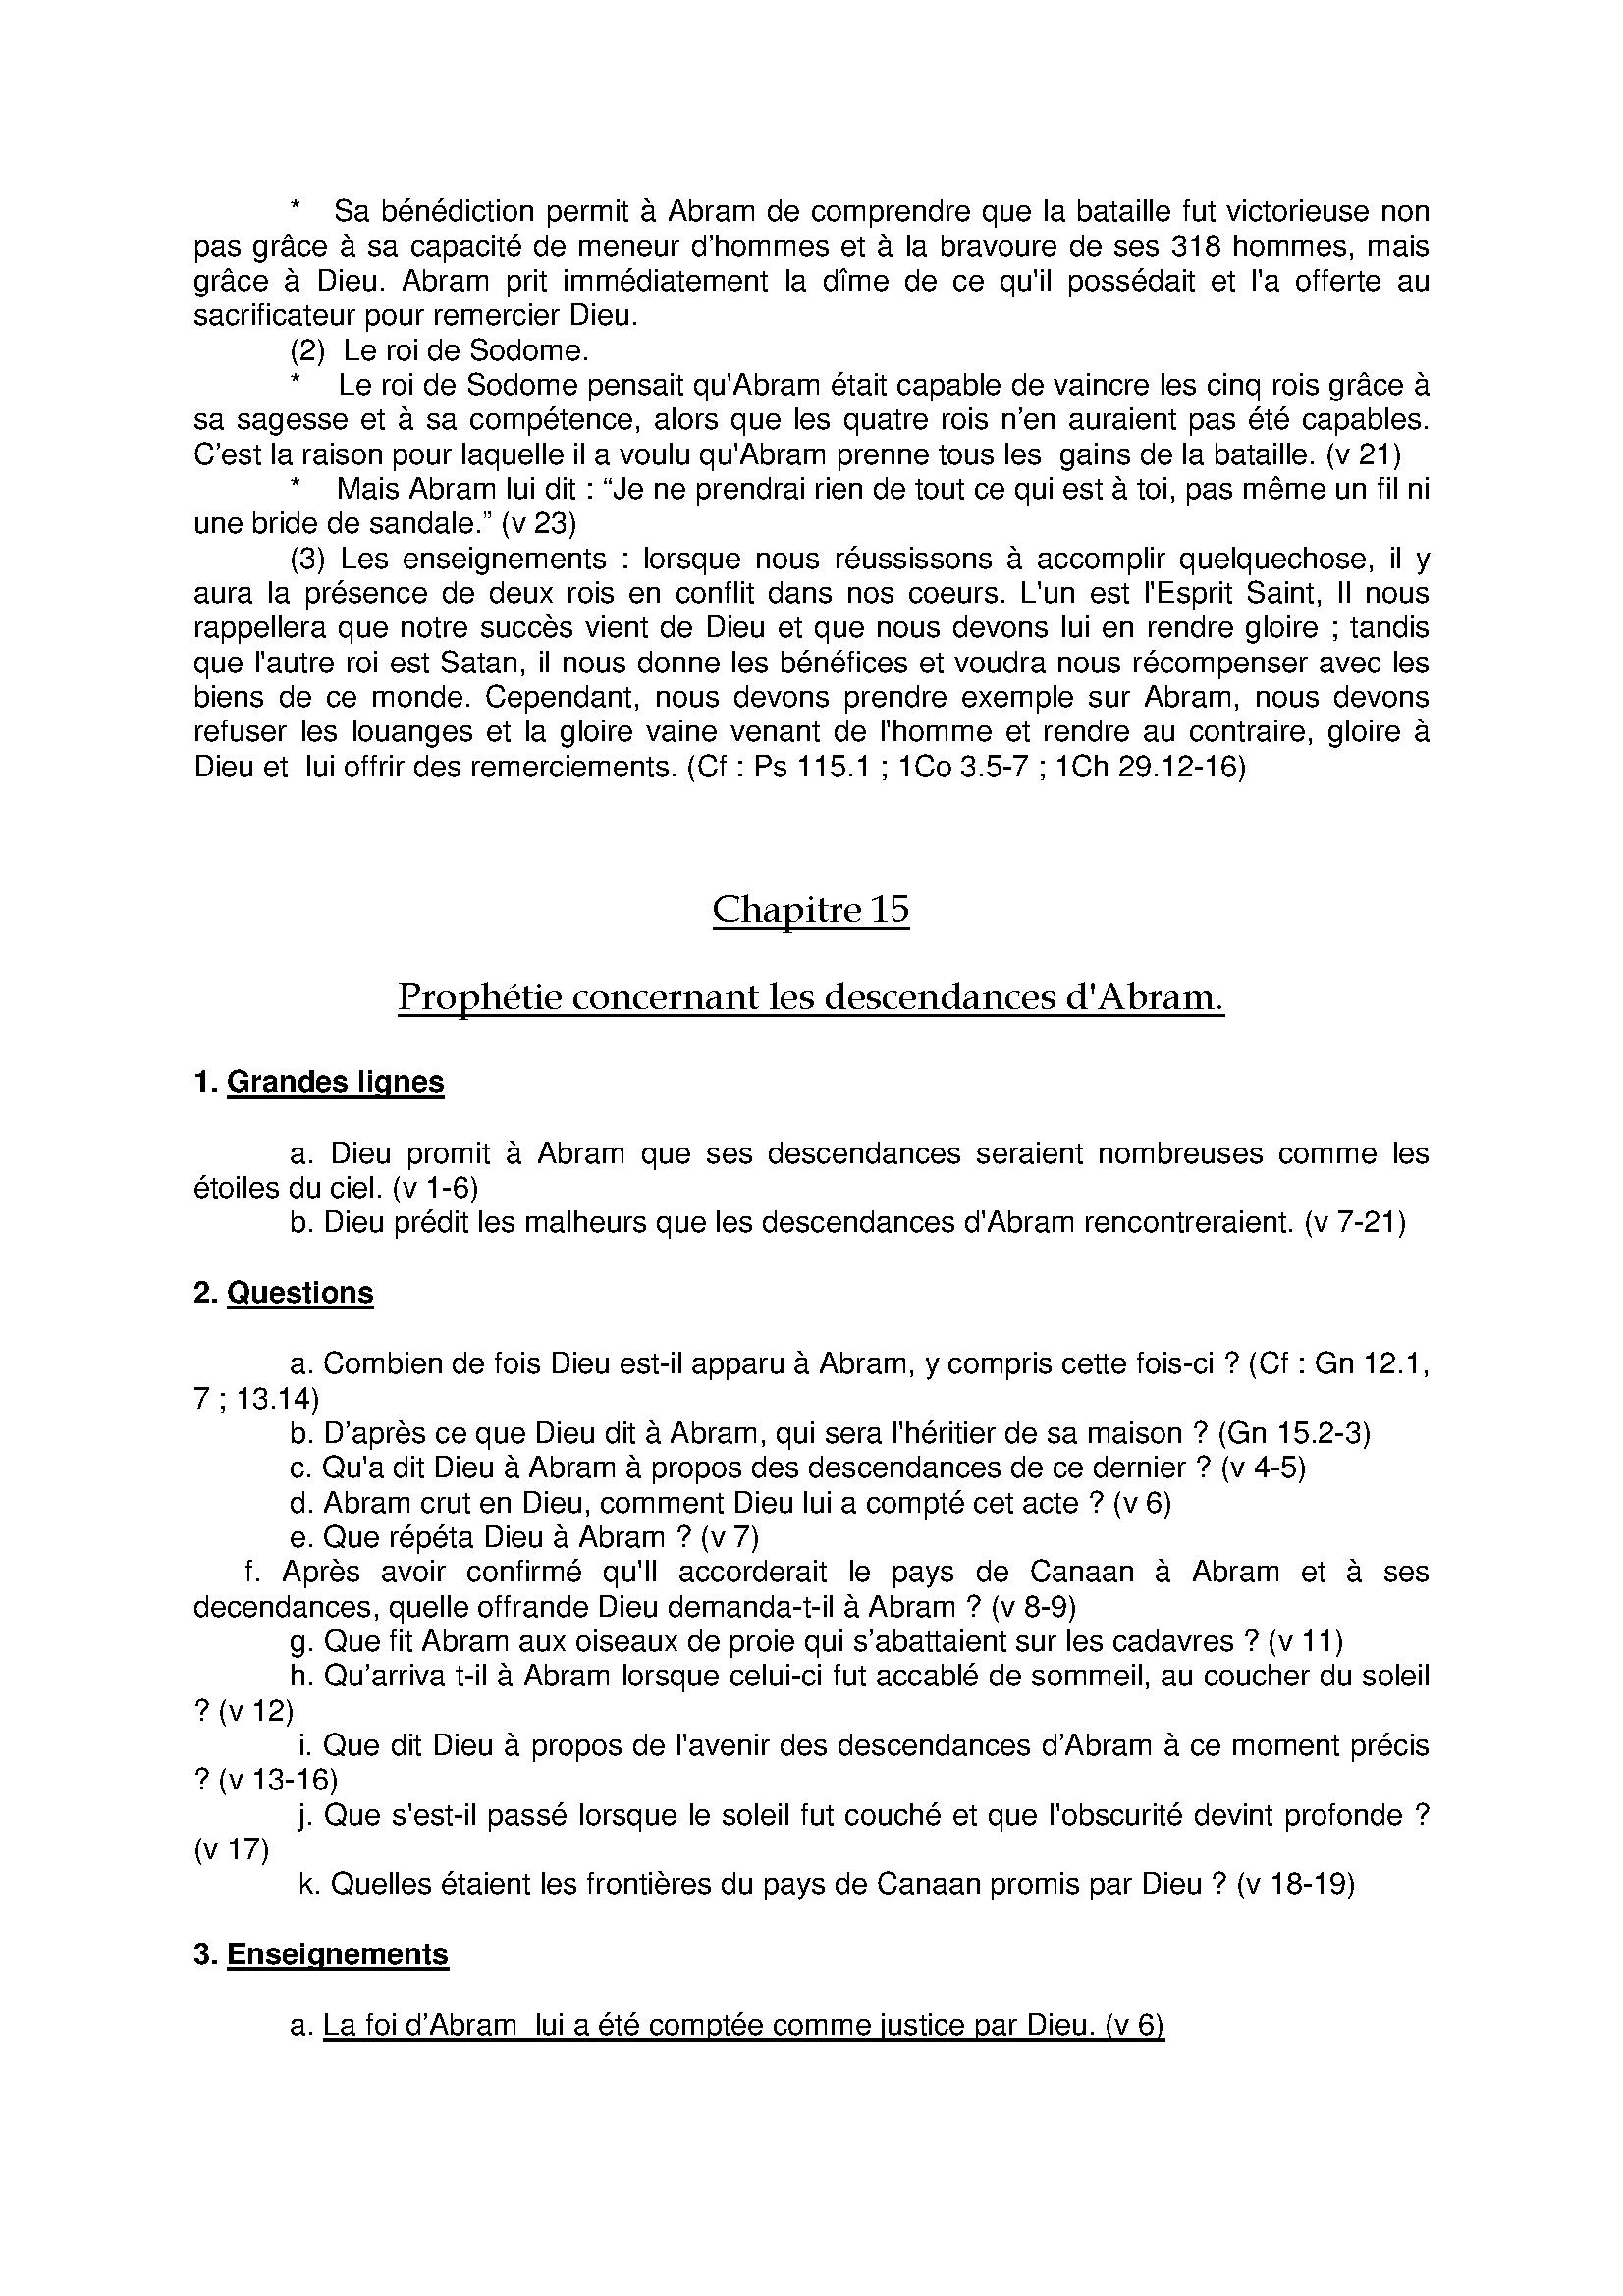 * Sa bénédiction permit à Abram de comprendre que la bataille fut victorieuse non
pas grâce à sa capacité de meneur d’hommes et à la bravoure de ses 318 hommes, mais
grâce à Dieu. Abram prit immédiatement la dîme de ce qu'il possédait et l'a offerte au
sacrificateur pour remercier Dieu.
(2) Le roi de Sodome.
* Le roi de Sodome pensait qu'Abram était capable de vaincre les cinq rois grâce à
sa sagesse et à sa compétence, alors que les quatre rois n’en auraient pas été capables.
C’est la raison pour laquelle il a voulu qu'Abram prenne tous les gains de la bataille. (v 21)
* Mais Abram lui dit : “Je ne prendrai rien de tout ce qui est à toi, pas même un fil ni
une bride de sandale.” (v 23)
(3) Les enseignements : lorsque nous réussissons à accomplir quelquechose, il y
aura la présence de deux rois en conflit dans nos coeurs. L'un est l'Esprit Saint, Il nous
rappellera que notre succès vient de Dieu et que nous devons lui en rendre gloire ; tandis
que l'autre roi est Satan, il nous donne les bénéfices et voudra nous récompenser avec les
biens de ce monde. Cependant, nous devons prendre exemple sur Abram, nous devons
refuser les louanges et la gloire vaine venant de l'homme et rendre au contraire, gloire à
Dieu et lui offrir des remerciements. (Cf : Ps 115.1 ; 1Co 3.5-7 ; 1Ch 29.12-16)
Chapitre 15
Prophétie concernant les descendances d'Abram.
1. Grandes lignes
a. Dieu promit à Abram que ses descendances seraient nombreuses comme les
étoiles du ciel. (v 1-6)
b. Dieu prédit les malheurs que les descendances d'Abram rencontreraient. (v 7-21)
2. Questions
a. Combien de fois Dieu est-il apparu à Abram, y compris cette fois-ci ? (Cf : Gn 12.1,
7 ; 13.14)
b. D’après ce que Dieu dit à Abram, qui sera l'héritier de sa maison ? (Gn 15.2-3)
c. Qu'a dit Dieu à Abram à propos des descendances de ce dernier ? (v 4-5)
d. Abram crut en Dieu, comment Dieu lui a compté cet acte ? (v 6)
e. Que répéta Dieu à Abram ? (v 7)
f. Après avoir confirmé qu'Il accorderait le pays de Canaan à Abram et à ses
decendances, quelle offrande Dieu demanda-t-il à Abram ? (v 8-9)
g. Que fit Abram aux oiseaux de proie qui s’abattaient sur les cadavres ? (v 11)
h. Qu’arriva t-il à Abram lorsque celui-ci fut accablé de sommeil, au coucher du soleil
? (v 12)
i. Que dit Dieu à propos de l'avenir des descendances d’Abram à ce moment précis
? (v 13-16)
j. Que s'est-il passé lorsque le soleil fut couché et que l'obscurité devint profonde ?
(v 17)
k. Quelles étaient les frontières du pays de Canaan promis par Dieu ? (v 18-19)
3. Enseignements
a. La foi d’Abram lui a été comptée comme justice par Dieu. (v 6)